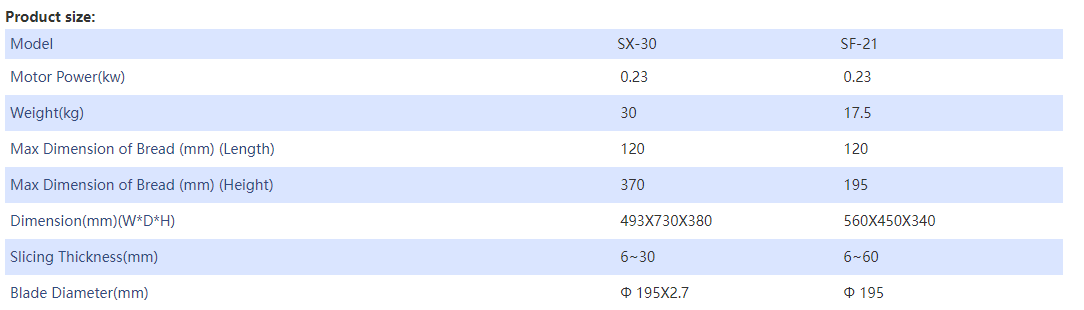 Product size:
Model SX-30 SF-21
Motor Power(kw) 0.23 0.23
Weight(kg) 30 17.5
Max Dimension of Bread (mm) (Length) 120 120
Max Dimension of Bread (mm) (Height) 370 195
Dimension(mm)(W*D*H) 493X730X380 560X450X340
Slicing Thickness(mm) 6~30 6~60
Blade Diameter(mm) Φ 195X2.7 Φ 195